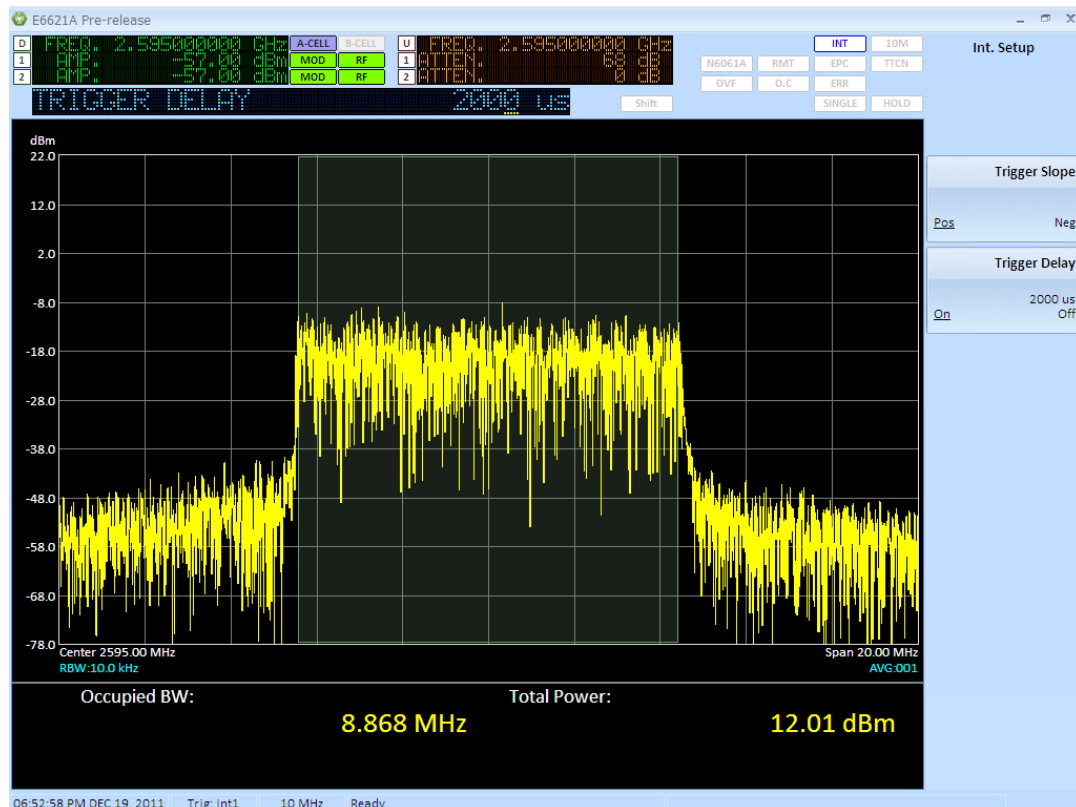 E6621A Pre-release
D FREQ. 2.595000000 GHz A-CELL B-CELL U FREQ. 2.595000000 GHz INT 10M Int. Setup
1 AMP. -57.00 dBm MOD RF 1 ATTEN. 60 dB N6061A RMT EPC TTCN
2 AMP. -57.00 dBm MOD RF 2 ATTEN. 0 dB OVF O.C ERR
TRIGGER DELAY 2000 us Shift SINGLE HOLD
dBm
22.0
12.0
2.0
-8.0
-18.0
-28.0
-38.0
-48.0
-58.0
-68.0
-78.0
Center 2595.00 MHz Span 20.00 MHz
RBW:10.0 kHz AVG:001
Trigger Slope
Pos Neg
Trigger Delay
2000 us
On Off
Occupied BW: Total Power:
8.868 MHz 12.01 dBm
06:52:58 PM DEC 19 2011 Trig: Int1 10 MHz Ready